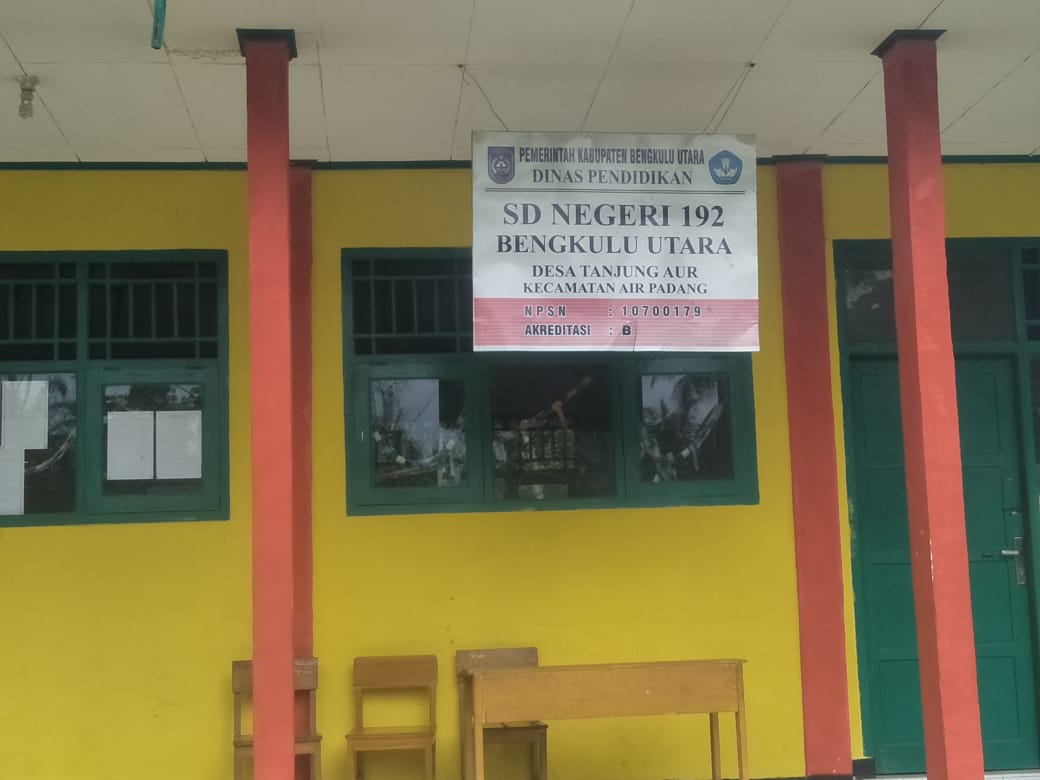 PEMERINTAH KABUPATEN BENGKULU UTARA
DINAS PENDIDIKAN
SD NEGERI 192
BENGKULU UTARA
DESA TANJUNG AUR
KECAMATAN AIR PADANG
NPSN : 10700179
AKREDITASI : B